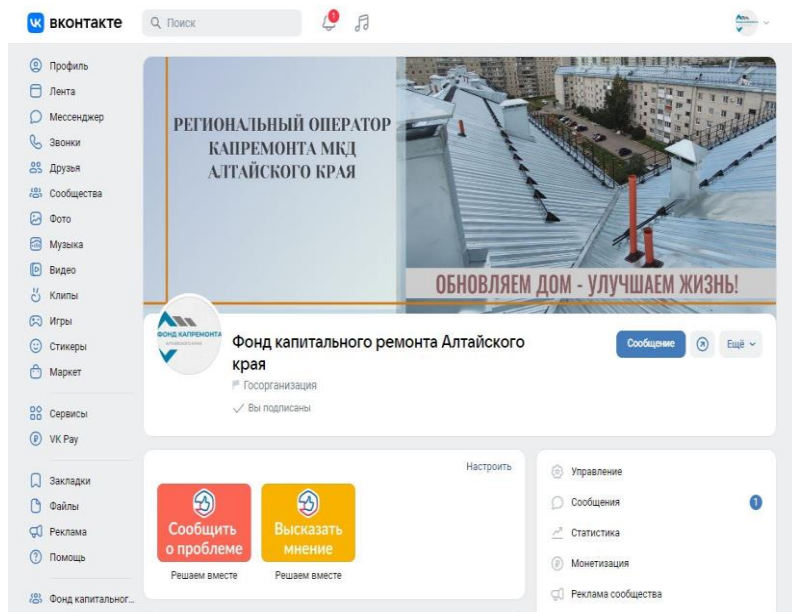 вконтакте
Поиск
1
Профиль
Лента
Мессенджер
Звонки
Друзья
Сообщества
Фото
Музыка
Видео
Клипы
Игры
Стикеры
Маркет
Сервисы
VK Pay
Закладки
Файлы
Реклама
Помощь
Фонд капитальног...
РЕГИОНАЛЬНЫЙ ОПЕРАТОР
КАПРЕМОНТА МКД
АЛТАЙСКОГО КРАЯ
ОБНОВЛЯЕМ ДОМ - УЛУЧШАЕМ ЖИЗНЬ!
ФОНД КАПРЕМОНТА
АЛТАЙСКОГО КРАЯ
Фонд капитального ремонта Алтайского
края
Госорганизация
Вы подписаны
Сообщение
Ещё
Настроить
Сообщить
о проблеме
Решаем вместе
Высказать
мнение
Решаем вместе
Управление
Сообщения
1
Статистика
Монетизация
Реклама сообщества